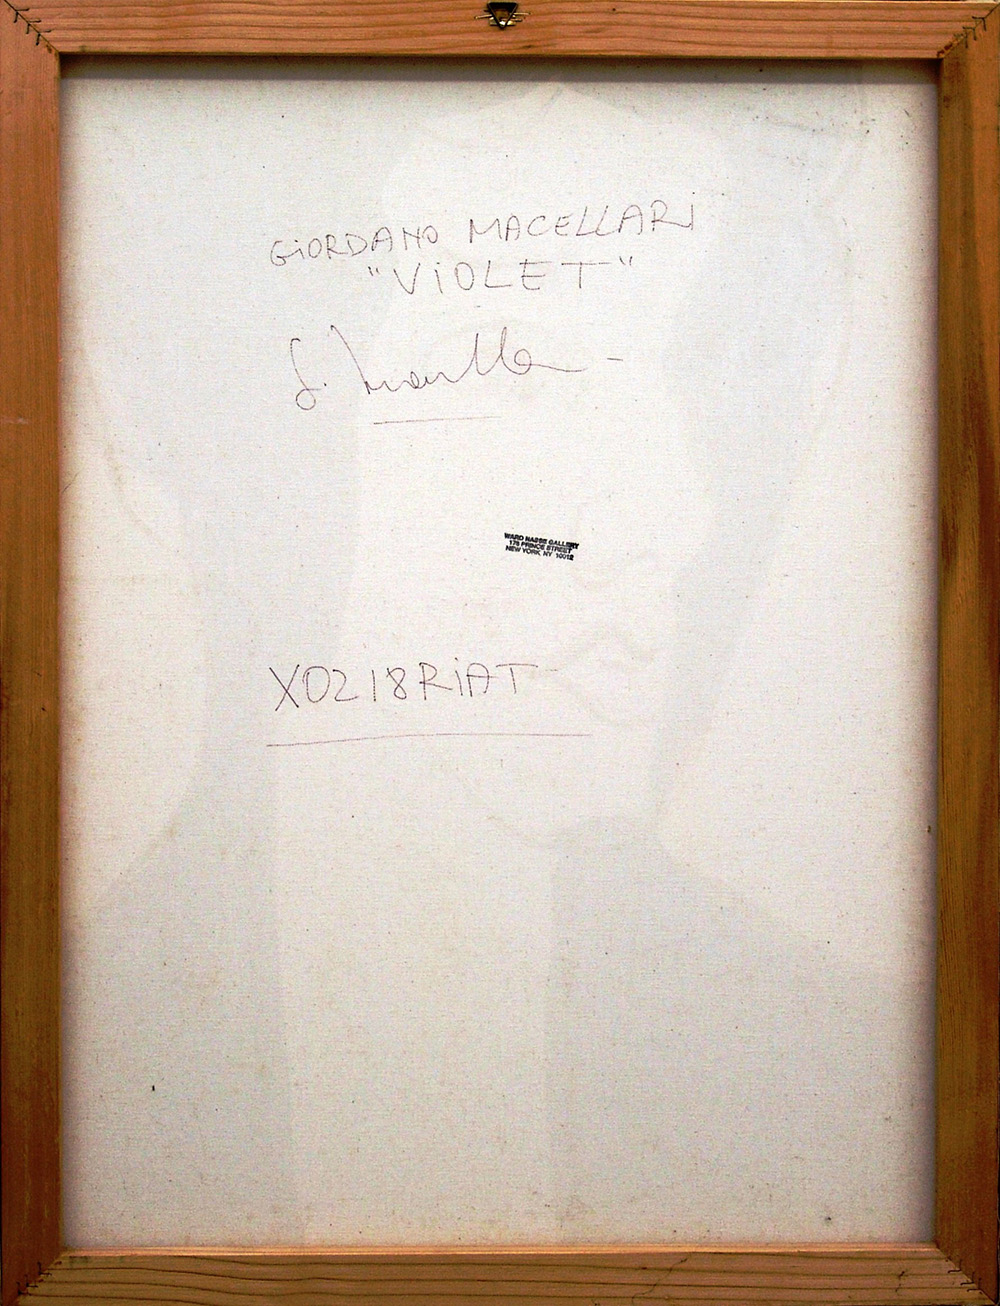 GiORDANO MACELLARi
"ViOLET"
WARD NASSE GALLERY
178 PRINCE STREET
NEW YORK, NY 10012
X0218RiAT